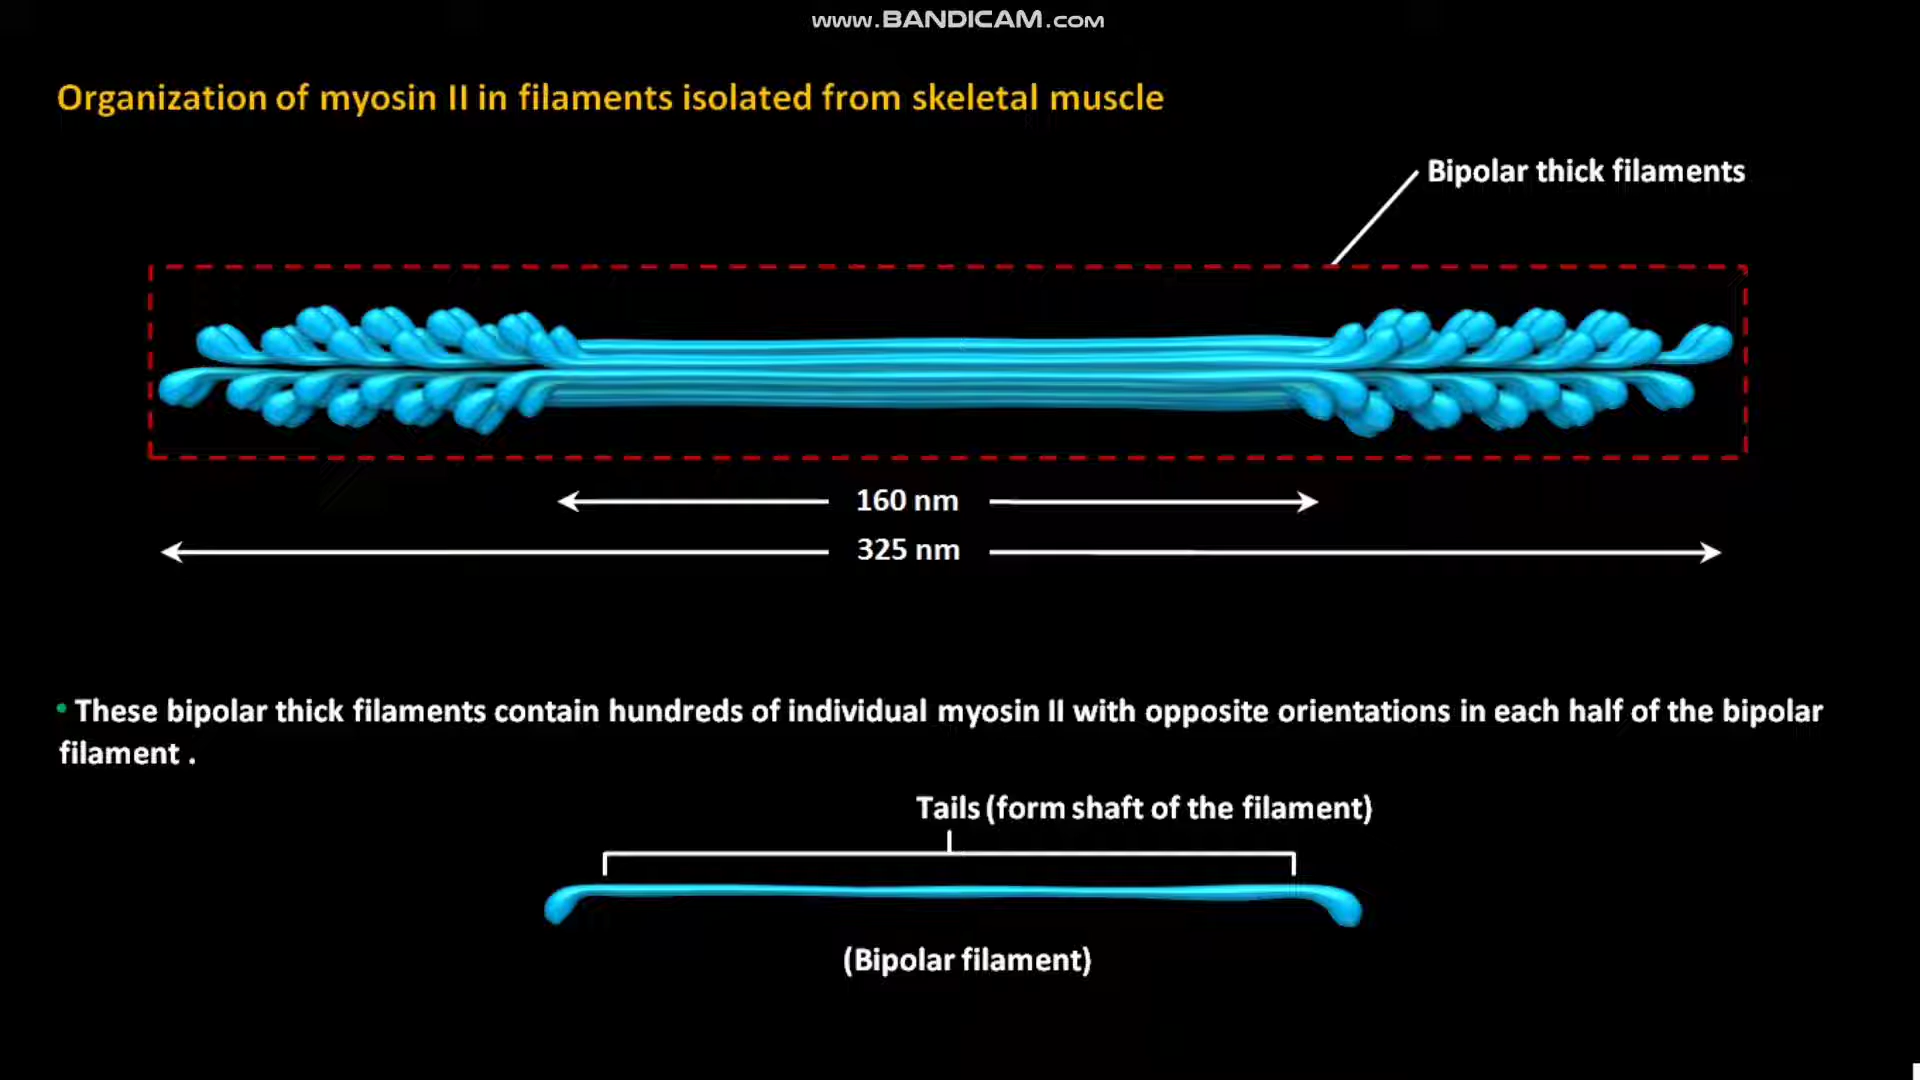 www.BANDICAM.com
Organization of myosin II in filaments isolated from skeletal muscle
Bipolar thick filaments
160 nm
325 nm
• These bipolar thick filaments contain hundreds of individual myosin II with opposite orientations in each half of the bipolar
filament .
Tails (form shaft of the filament)
(Bipolar filament)